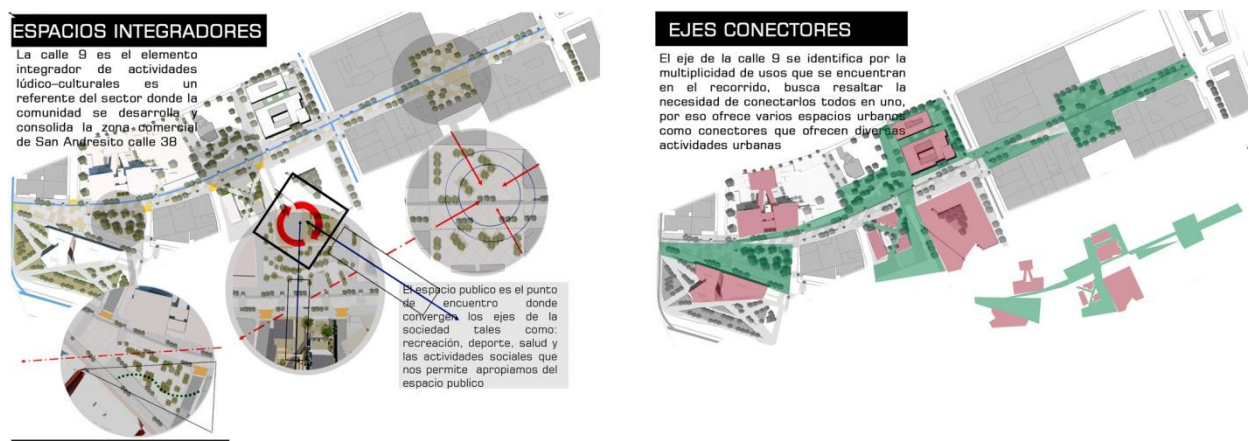 ESPACIOS INTEGRADORES
La calle 9 es el elemento
integrador de actividades
lúdico-culturales es un
referente del sector donde la
comunidad se desarrolla y
consolida la zona comercial
de San Andresito calle 38
El espacio publico es el punto
de encuentro donde
convergen los ejes de la
sociedad tales como:
recreación, deporte, salud y
las actividades sociales que
nos permite apropiamos del
espacio publico
EJES CONECTORES
El eje de la calle 9 se identifica por la
multiplicidad de usos que se encuentran
en el recorrido, busca resaltar la
necesidad de conectarlos todos en uno,
por eso ofrece varios espacios urbanos
como conectores que ofrecen diversas
actividades urbanas